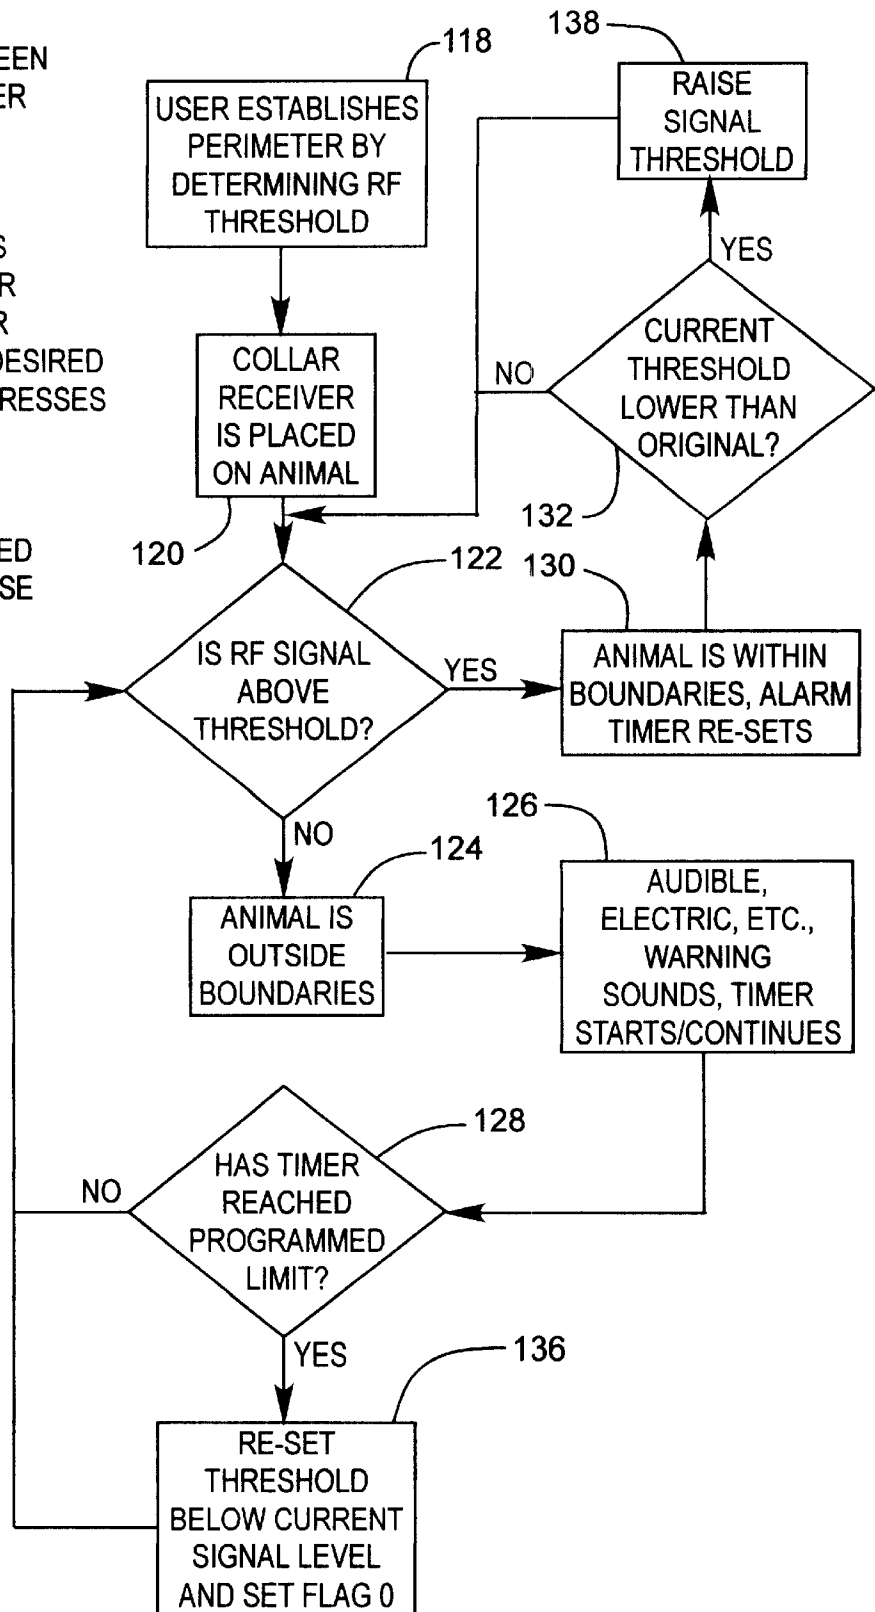 EEN
ER
S
R
R
DESIRED
RESSES
ED
SE
118
USER ESTABLISHES
PERIMETER BY
DETERMINING RF
THRESHOLD
138
RAISE
SIGNAL
THRESHOLD
YES
CURRENT
THRESHOLD
LOWER THAN
ORIGINAL?
NO
132
COLLAR
RECEIVER
IS PLACED
ON ANIMAL
120
122
IS RF SIGNAL
ABOVE
THRESHOLD?
YES
130
ANIMAL IS WITHIN
BOUNDARIES, ALARM
TIMER RE-SETS
NO
124
ANIMAL IS
OUTSIDE
BOUNDARIES
126
AUDIBLE,
ELECTRIC, ETC.,
WARNING
SOUNDS, TIMER
STARTS/CONTINUES
128
HAS TIMER
REACHED
PROGRAMMED
LIMIT?
NO
YES
136
RE-SET
THRESHOLD
BELOW CURRENT
SIGNAL LEVEL
AND SET FLAG 0